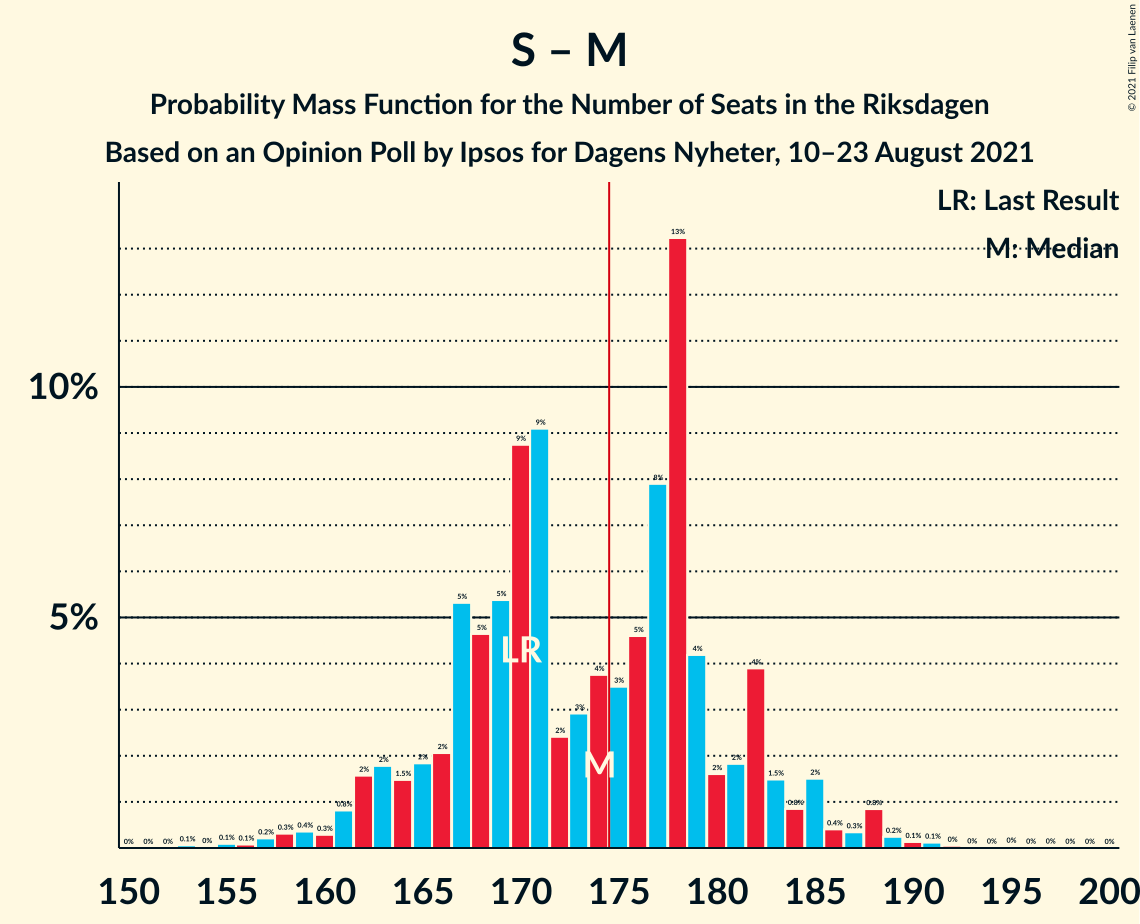 S – M
Probability Mass Function for the Number of Seats in the Riksdagen
Based on an Opinion Poll by Ipsos for Dagens Nyheter, 10–23 August 2021
© 2021 Filip van Laenen
LR: Last Result
M: Median
10%
5%
0% 0% 0% 0.1% 0% 0.1% 0.1% 0.2% 0.3% 0.4% 0.3% 0.8% 2% 2% 1.5% 2% 2% 5% 5% 5% 9% 9% 2% 3% 4% 3% 5% 8% 13% 4% 2% 2% 4% 1.5% 0.8% 2% 0.4% 0.3% 0.8% 0.2% 0.1% 0.1% 0% 0% 0% 0% 0% 0% 0% 0% 0%
LR
M
150 155 160 165 170 175 180 185 190 195 200